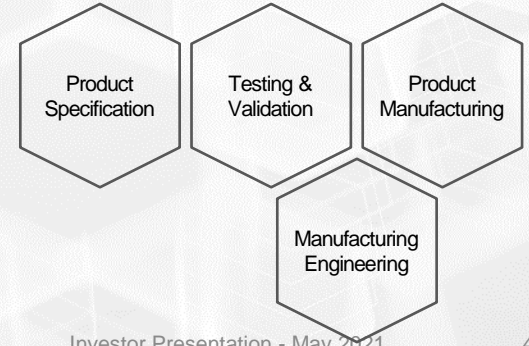 Product
Specification
Testing &
Validation
Product
Manufacturing
Manufacturing
Engineering
Investor Presentation - May 2021